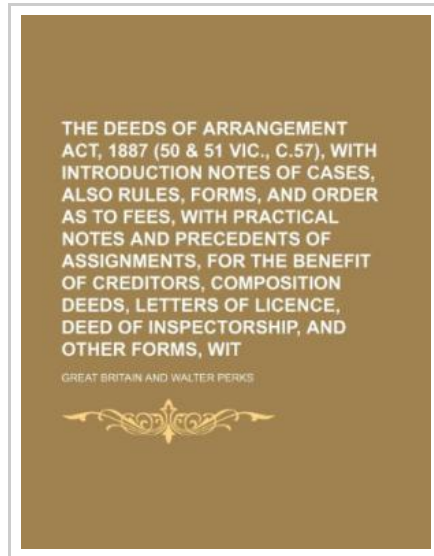 THE DEEDS OF ARRANGEMENT
ACT, 1887 (50 & 51 VIC., C.57), WITH
INTRODUCTION NOTES OF CASES,
ALSO RULES, FORMS, AND ORDER
AS TO FEES, WITH PRACTICAL
NOTES AND PRECEDENTS OF
ASSIGNMENTS, FOR THE BENEFIT
OF CREDITORS, COMPOSITION
DEEDS, LETTERS OF LICENCE,
DEED OF INSPECTORSHIP, AND
OTHER FORMS, WIT
GREAT BRITAIN AND WALTER PERKS